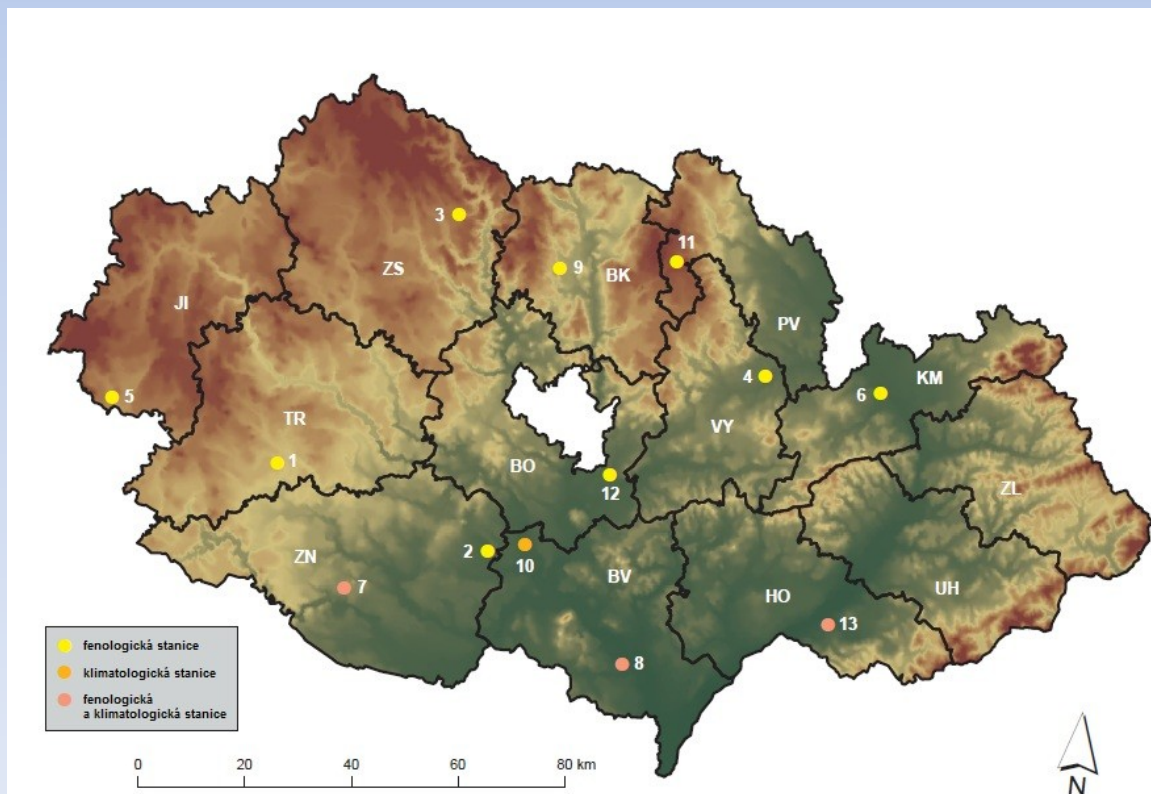 3
ZS
9
BK
11
JI
PV
5
4
KM
6
TR
VY
1
BO
12
ZL
ZN
2
10
BV
7
HO
UH
13
8
fenologická stanice
klimatologická stanice
fenologická
a klimatologická stanice
0 20 40 60 80 km
N